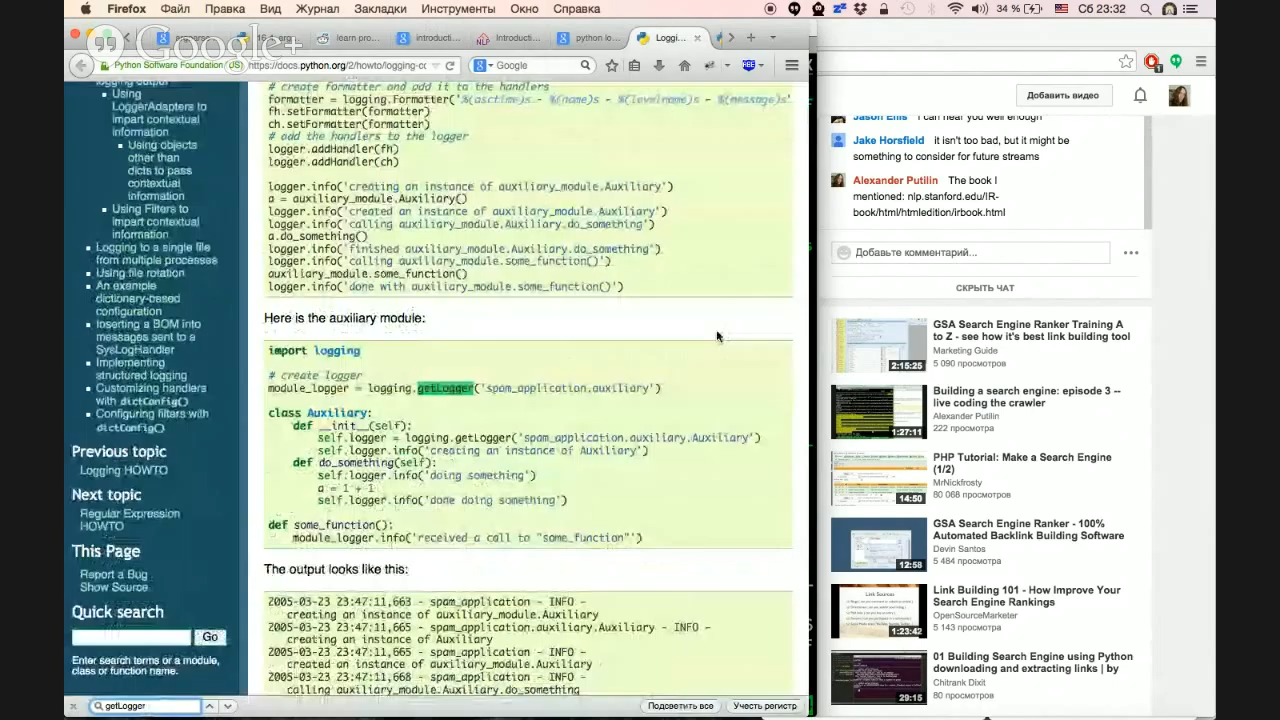 Firefox Файл Правка Вид Журнал Закладки Инструменты Окно Справка
34 % Сб 23:32
Google+
learn pro...
introducti...
NLP Introducti...
python lo...
Loggi...
Python Software Foundation (US) https://docs.python.org/2/howto/logging-cc
Google
logging output
Using
LoggerAdapters to
impart contextual
information
Using objects
other than
dicts to pass
contextual
information
Using Filters to
impart contextual
information
Logging to a single file
from multiple processes
Using file rotation
An example
dictionary-based
configuration
Inserting a BOM into
messages sent to a
SysLogHandler
Implementing
structured logging
Customizing handlers
with dictConfig()
Configuring filters with
dictConfig()
Previous topic
Logging HOWTO
Next topic
Regular Expression
HOWTO
This Page
Report a Bug
Show Source
Quick search
Go
Enter search terms or a module,
class or function name.
# create formatter and add it to the handlers
formatter = logging.Formatter('%(asctime)s - %(name)s - %(levelname)s - %(message)s'
fh.setFormatter(formatter)
ch.setFormatter(formatter)
# add the handlers to the logger
logger.addHandler(fh)
logger.addHandler(ch)
logger.info('creating an instance of auxiliary_module.Auxiliary')
a = auxiliary_module.Auxiliary()
logger.info('created an instance of auxiliary_module.Auxiliary')
logger.info('calling auxiliary_module.Auxiliary.do_something')
a.do_something()
logger.info('finished auxiliary_module.Auxiliary.do_something')
logger.info('calling auxiliary_module.some_function()')
auxiliary_module.some_function()
logger.info('done with auxiliary_module.some_function()')
Here is the auxiliary module:
import logging
# create logger
module_logger = logging.getLogger('spam_application.auxiliary')
class Auxiliary:
def __init__(self):
self.logger = logging.getLogger('spam_application.auxiliary.Auxiliary')
self.logger.info('creating an instance of Auxiliary')
def do_something(self):
self.logger.info('doing something')
a = 1 + 1
self.logger.info('done doing something')
def some_function():
module_logger.info('received a call to "some_function"')
The output looks like this:
2005-03-23 23:47:11,663 - spam_application - INFO -
creating an instance of auxiliary_module.Auxiliary
2005-03-23 23:47:11,665 - spam_application.auxiliary.Auxiliary - INFO -
creating an instance of Auxiliary
2005-03-23 23:47:11,665 - spam_application - INFO -
created an instance of auxiliary_module.Auxiliary
2005-03-23 23:47:11,668 - spam_application - INFO -
calling auxiliary_module.Auxiliary.do_something
getLogger
Подсветить все
Учесть регистр
Добавить видео
Jason Ellis I can hear you well enough
Jake Horsfield it isn't too bad, but it might be
something to consider for future streams
Alexander Putilin The book I
mentioned: nlp.stanford.edu/IR-
book/html/htmledition/irbook.html
Добавьте комментарий...
СКРЫТЬ ЧАТ
GSA Search Engine Ranker Training A
to Z - see how it's best link building tool
Marketing Guide
5 090 просмотров
2:15:25
Building a search engine: episode 3 --
live coding the crawler
Alexander Putilin
222 просмотра
1:27:11
PHP Tutorial: Make a Search Engine
(1/2)
MrNickfrosty
80 068 просмотров
14:50
GSA Search Engine Ranker - 100%
Automated Backlink Building Software
Devin Santos
5 484 просмотра
12:58
Link Building 101 - How Improve Your
Search Engine Rankings
OpenSourceMarketer
5 143 просмотра
Link Sources
1:23:42
01 Building Search Engine using Python
downloading and extracting links | by
Chitrank Dixit
80 просмотров
29:15